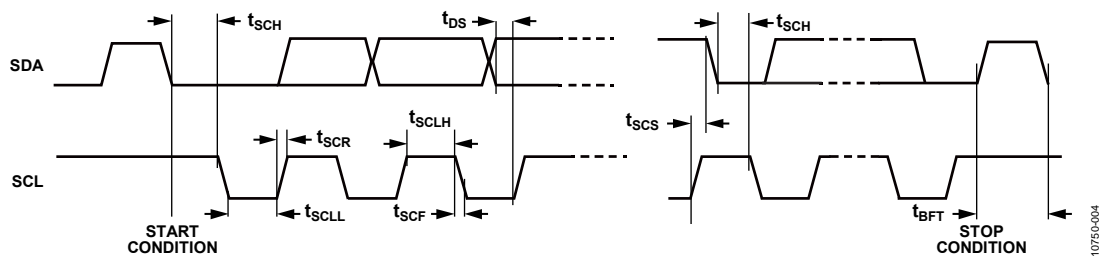 tSCH
tDS
tSCH
SDA
tSCS
tSCLH
tSCR
SCL
tSCLL
tSCF
tBFT
START
CONDITION
STOP
CONDITION
10750-004